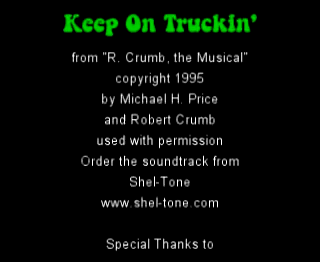 Keep On Truckin'
from "R. Crumb, the Musical"
copyright 1995
by Michael H. Price
and Robert Crumb
used with permission
Order the soundtrack from
Shel-Tone
www.shel-tone.com
Special Thanks to